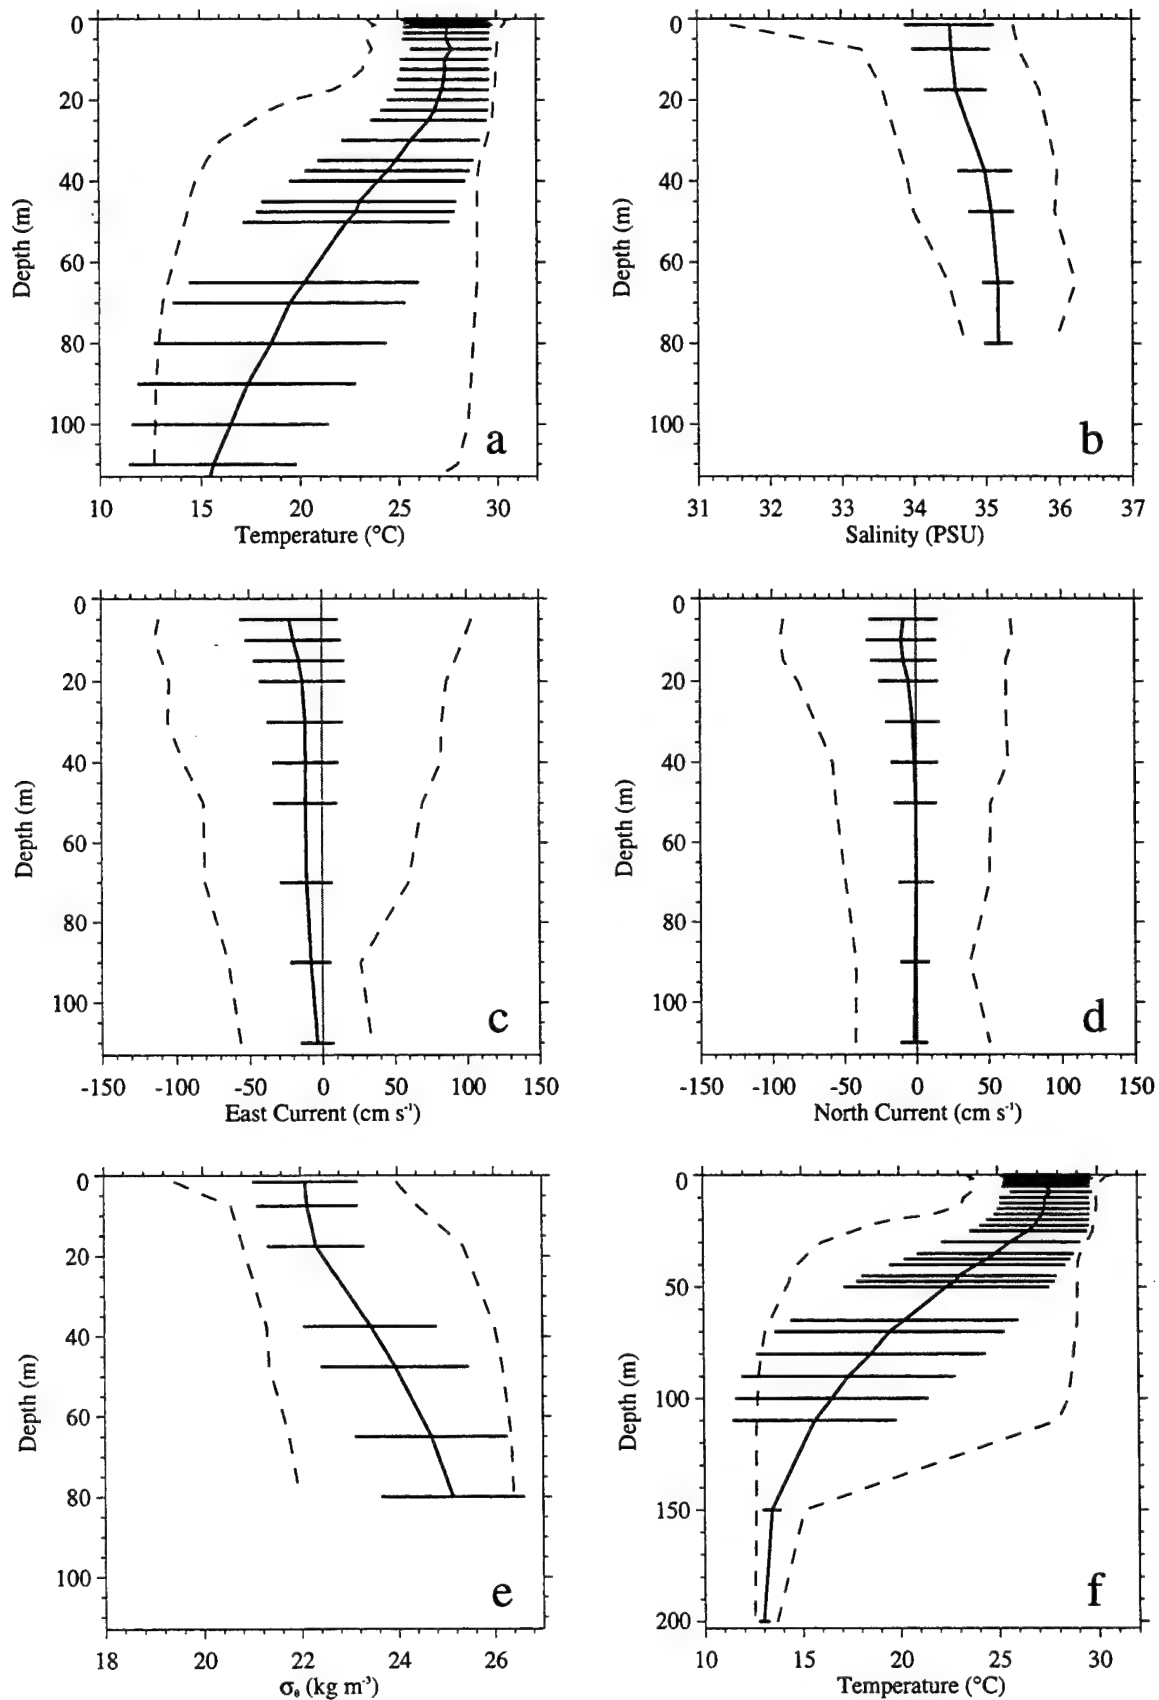 0
20
40
60
80
100
Depth (m)
a
10 15 20 25 30
Temperature (°C)
0
20
40
60
80
100
Depth (m)
b
31 32 33 34 35 36 37
Salinity (PSU)
0
20
40
60
80
100
Depth (m)
c
-150 -100 -50 0 50 100 150
East Current (cm s⁻¹)
0
20
40
60
80
100
Depth (m)
d
-150 -100 -50 0 50 100 150
North Current (cm s⁻¹)
0
20
40
60
80
100
Depth (m)
e
18 20 22 24 26
σ_θ (kg m⁻³)
0
50
100
150
200
Depth (m)
f
10 15 20 25 30
Temperature (°C)